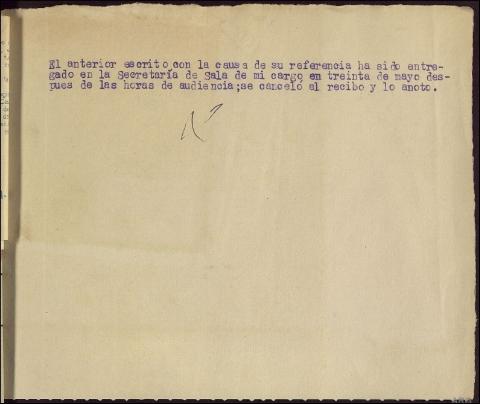 El anterior escrito con la causa de su referencia ha sido entre-
gado en la Secretaría de Sala de mi cargo en treinta de mayo des-
pues de las horas de audiencia;se cancelo el recibo y lo anoto.